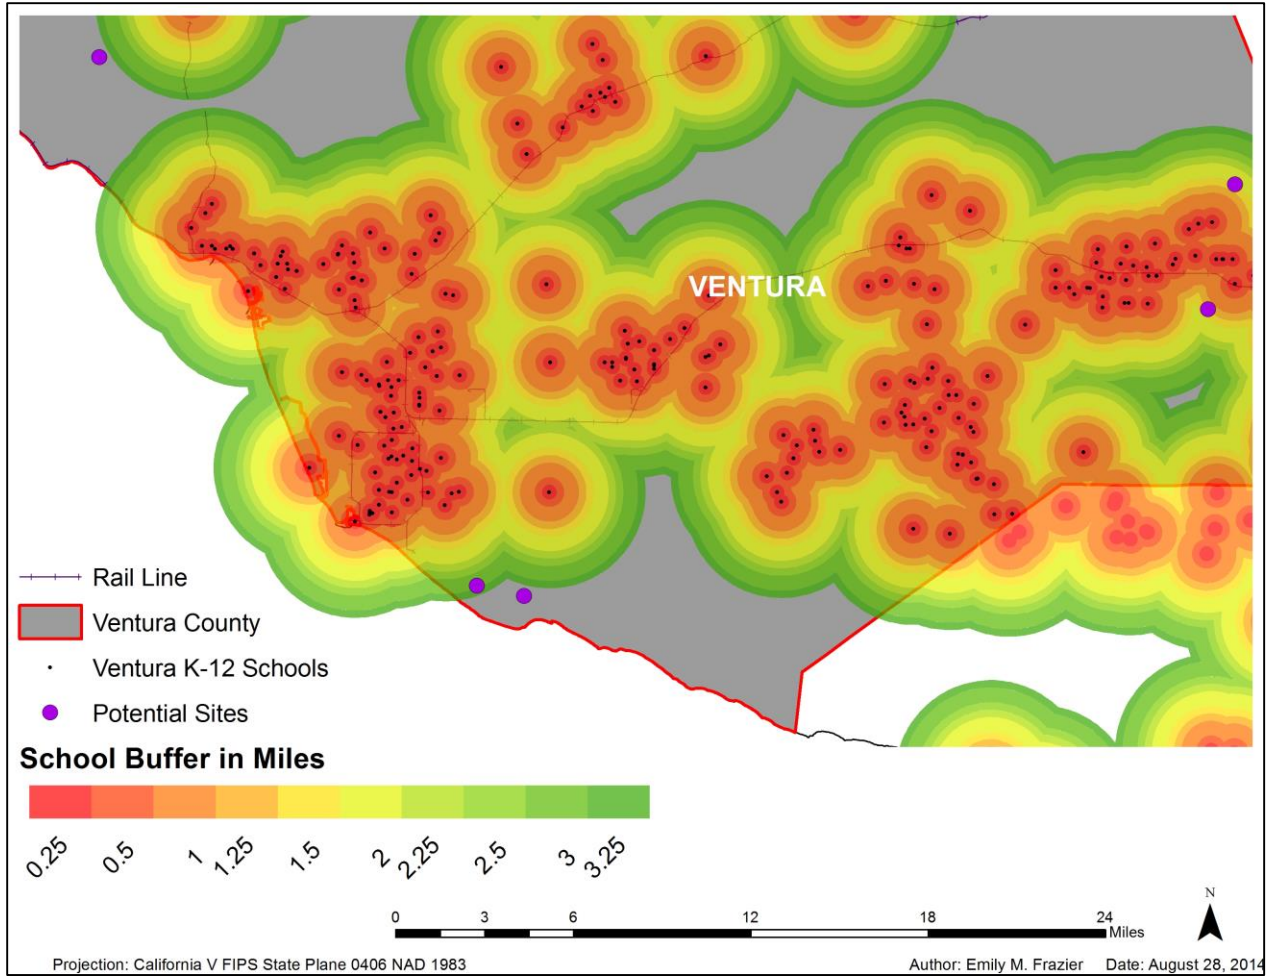 VENTURA
Rail Line
Ventura County
Ventura K-12 Schools
Potential Sites
School Buffer in Miles
0.25 0.5 1 1.25 1.5 2 2.25 2.5 3 3.25
N
0 3 6 12 18 24
Miles
Projection: California V FIPS State Plane 0406 NAD 1983 Author: Emily M. Frazier Date: August 28, 2014